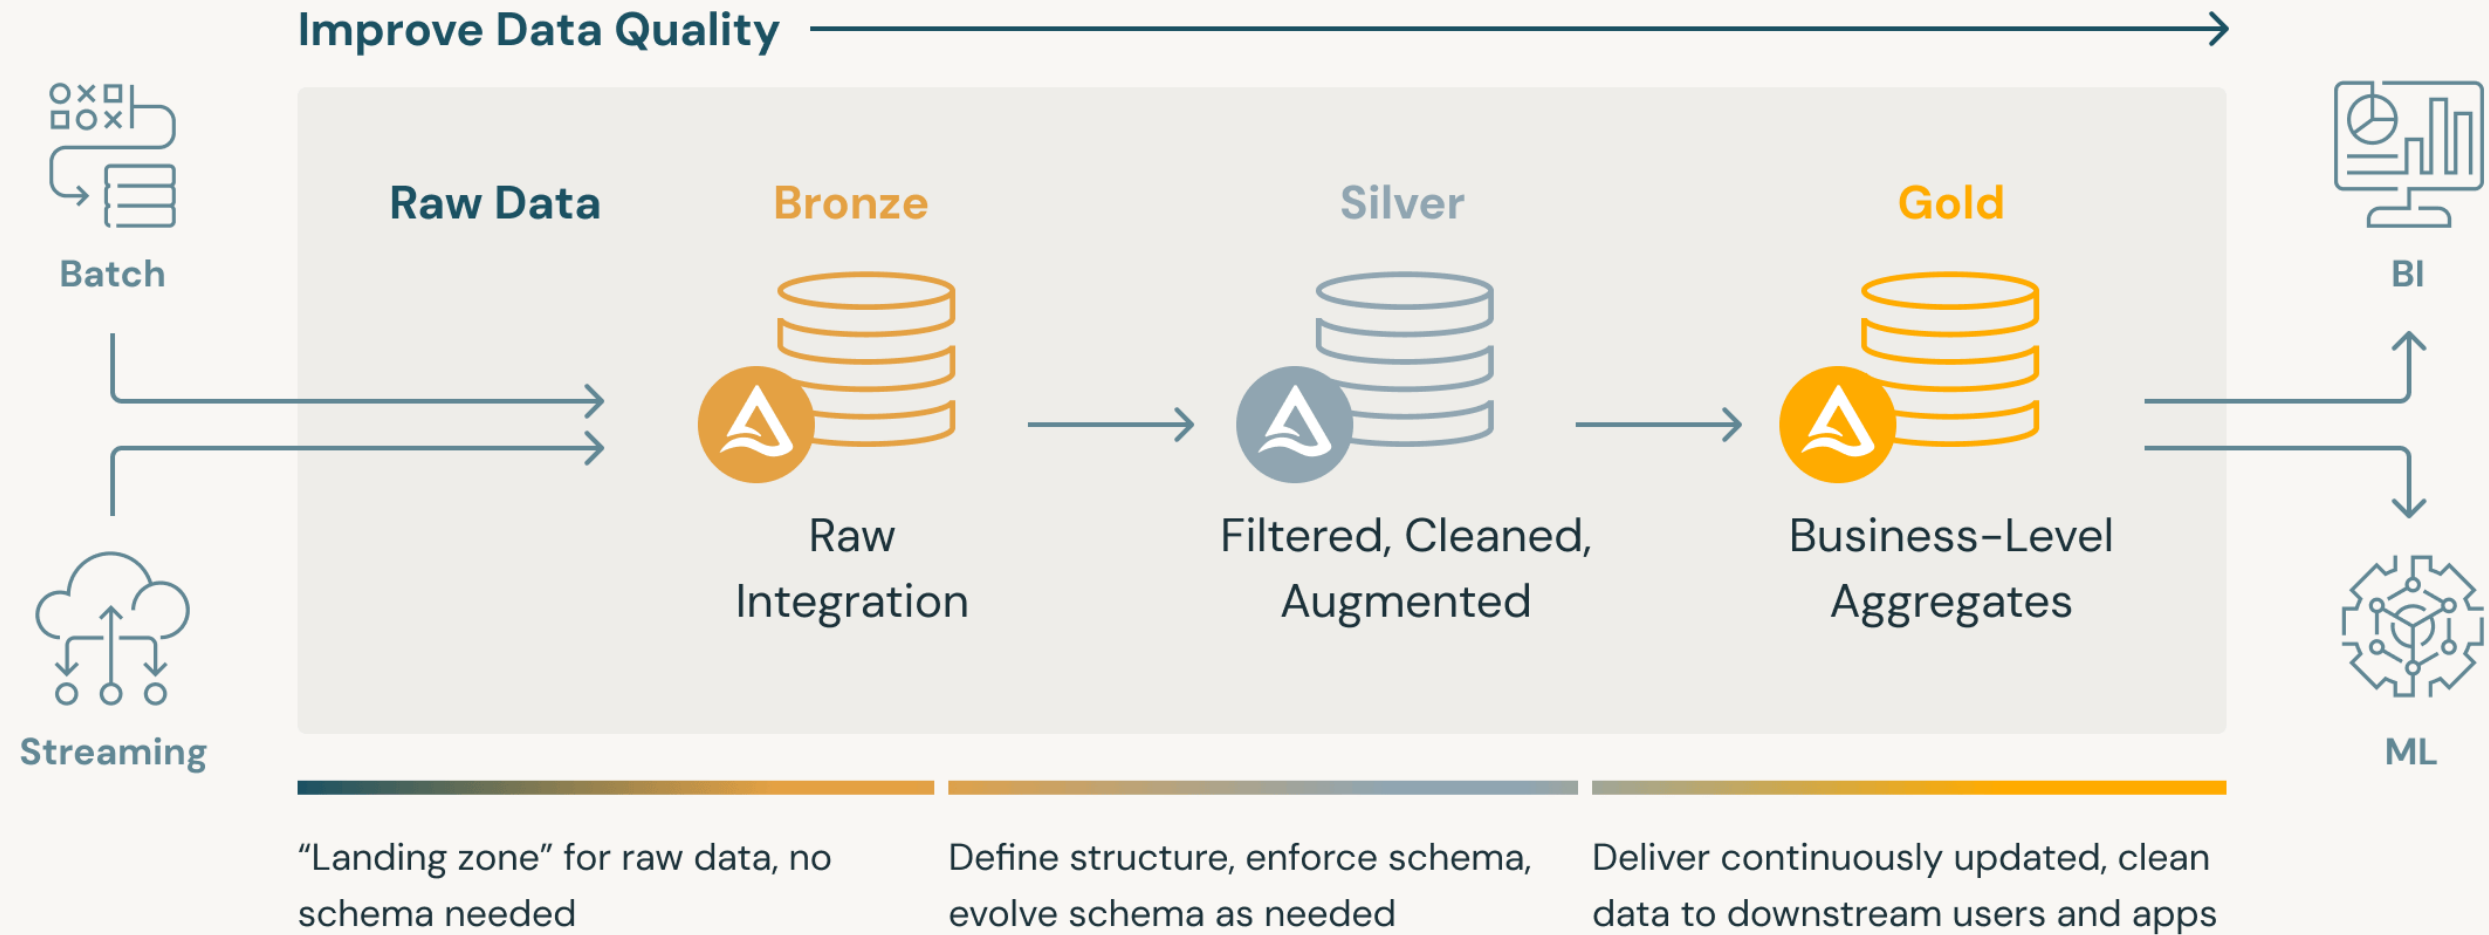 Improve Data Quality
Batch
Streaming
Raw Data
Bronze
Raw
Integration
Silver
Filtered, Cleaned,
Augmented
Gold
Business-Level
Aggregates
BI
ML
“Landing zone” for raw data, no
schema needed
Define structure, enforce schema,
evolve schema as needed
Deliver continuously updated, clean
data to downstream users and apps